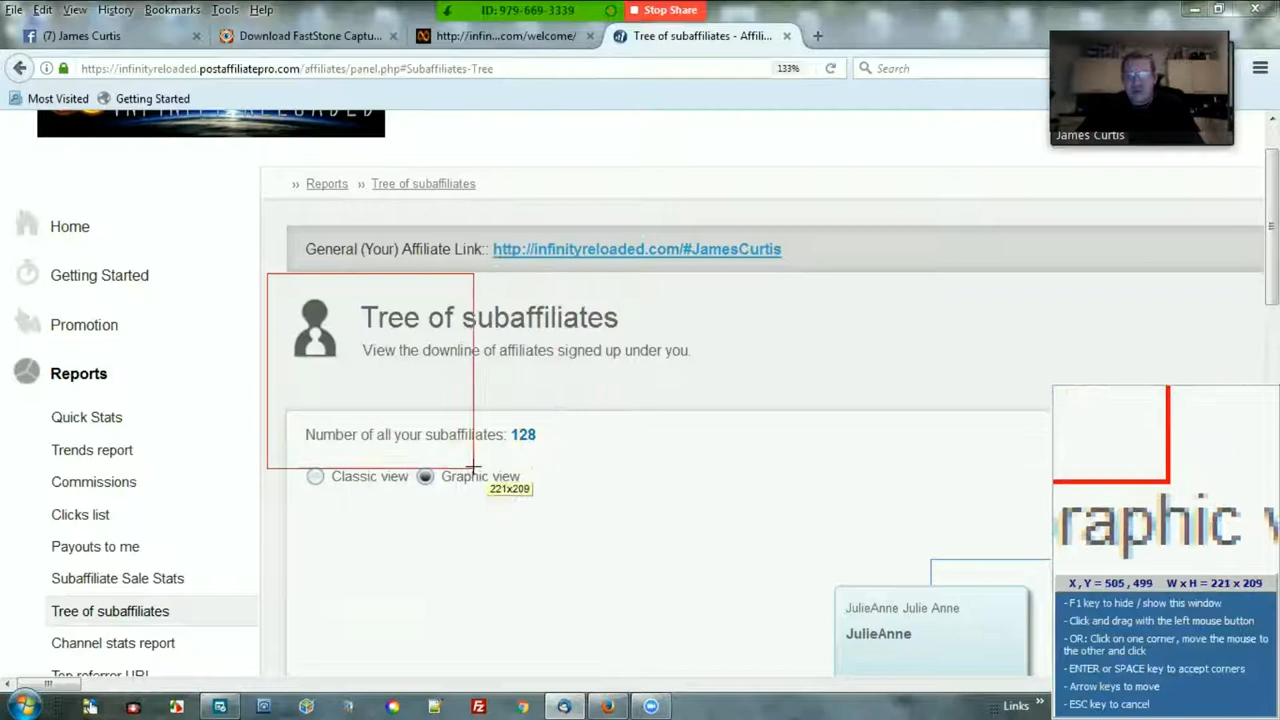 File Edit View History Bookmarks Tools Help
ID: 979-669-3339
Stop Share
(7) James Curtis
Download FastStone Captu...
http://infin....com/welcome/
Tree of subaffiliates - Affili...
https://infinityreloaded.postaffiliatepro.com/affiliates/panel.php#Subaffiliates-Tree
133%
Search
Most Visited
Getting Started
James Curtis
Reports
Tree of subaffiliates
Home
General (Your) Affiliate Link:: http://infinityreloaded.com/#JamesCurtis
Getting Started
Promotion
Tree of subaffiliates
View the downline of affiliates signed up under you.
Reports
Quick Stats
Trends report
Commissions
Clicks list
Payouts to me
Subaffiliate Sale Stats
Tree of subaffiliates
Channel stats report
Top referrer URL
Number of all your subaffiliates: 128
Classic view
Graphic view
221x209
JulieAnne Julie Anne
JulieAnne
raphic v
X , Y = 505 , 499 W x H = 221 x 209
- F1 key to hide / show this window
- Click and drag with the left mouse button
- OR: Click on one corner, move the mouse to
the other and click
- ENTER or SPACE key to accept corners
- Arrow keys to move
- ESC key to cancel
Links